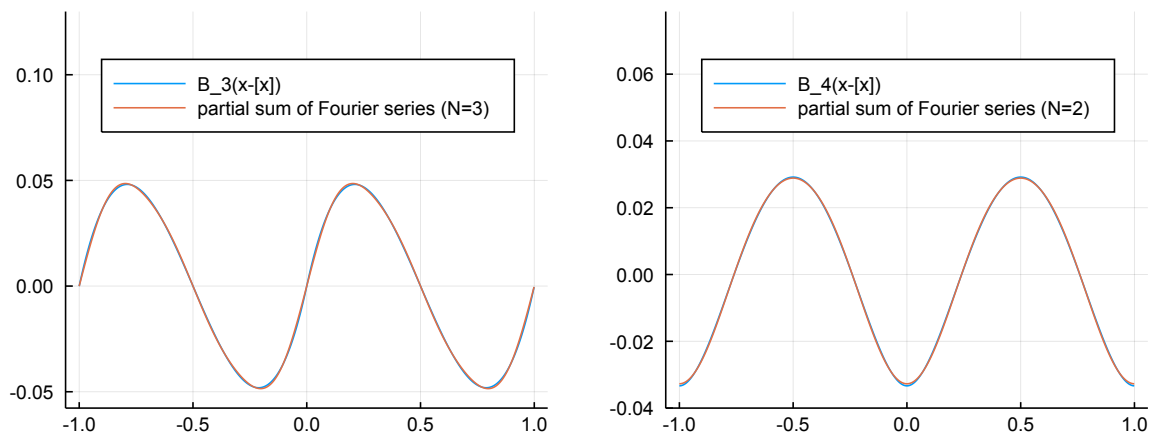 0.10
0.05
0.00
-0.05
-1.0 -0.5 0.0 0.5 1.0
B_3(x-[x])
partial sum of Fourier series (N=3)
0.06
0.04
0.02
0.00
-0.02
-0.04
-1.0 -0.5 0.0 0.5 1.0
B_4(x-[x])
partial sum of Fourier series (N=2)